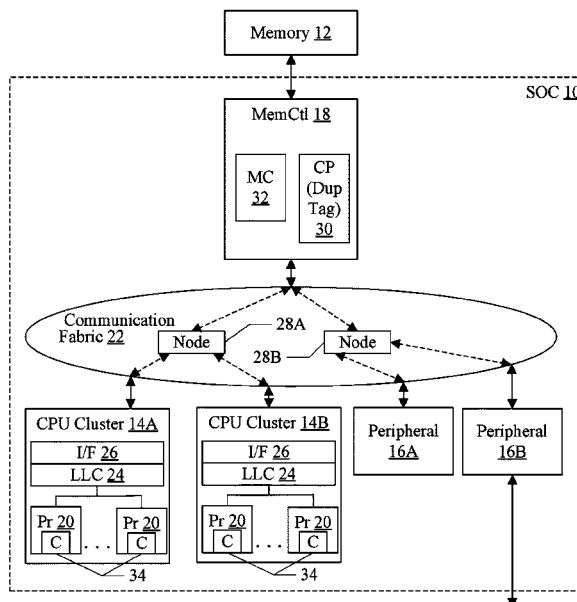 Memory 12
SOC 10
MemCtl 18
MC
32
CP
(Dup
Tag)
30
Communication
Fabric 22
Node
28A
28B
Node
CPU Cluster 14A
I/F 26
LLC 24
Pr 20
C
. . .
Pr 20
C
34
CPU Cluster 14B
I/F 26
LLC 24
Pr 20
C
. . .
Pr 20
C
34
Peripheral
16A
Peripheral
16B